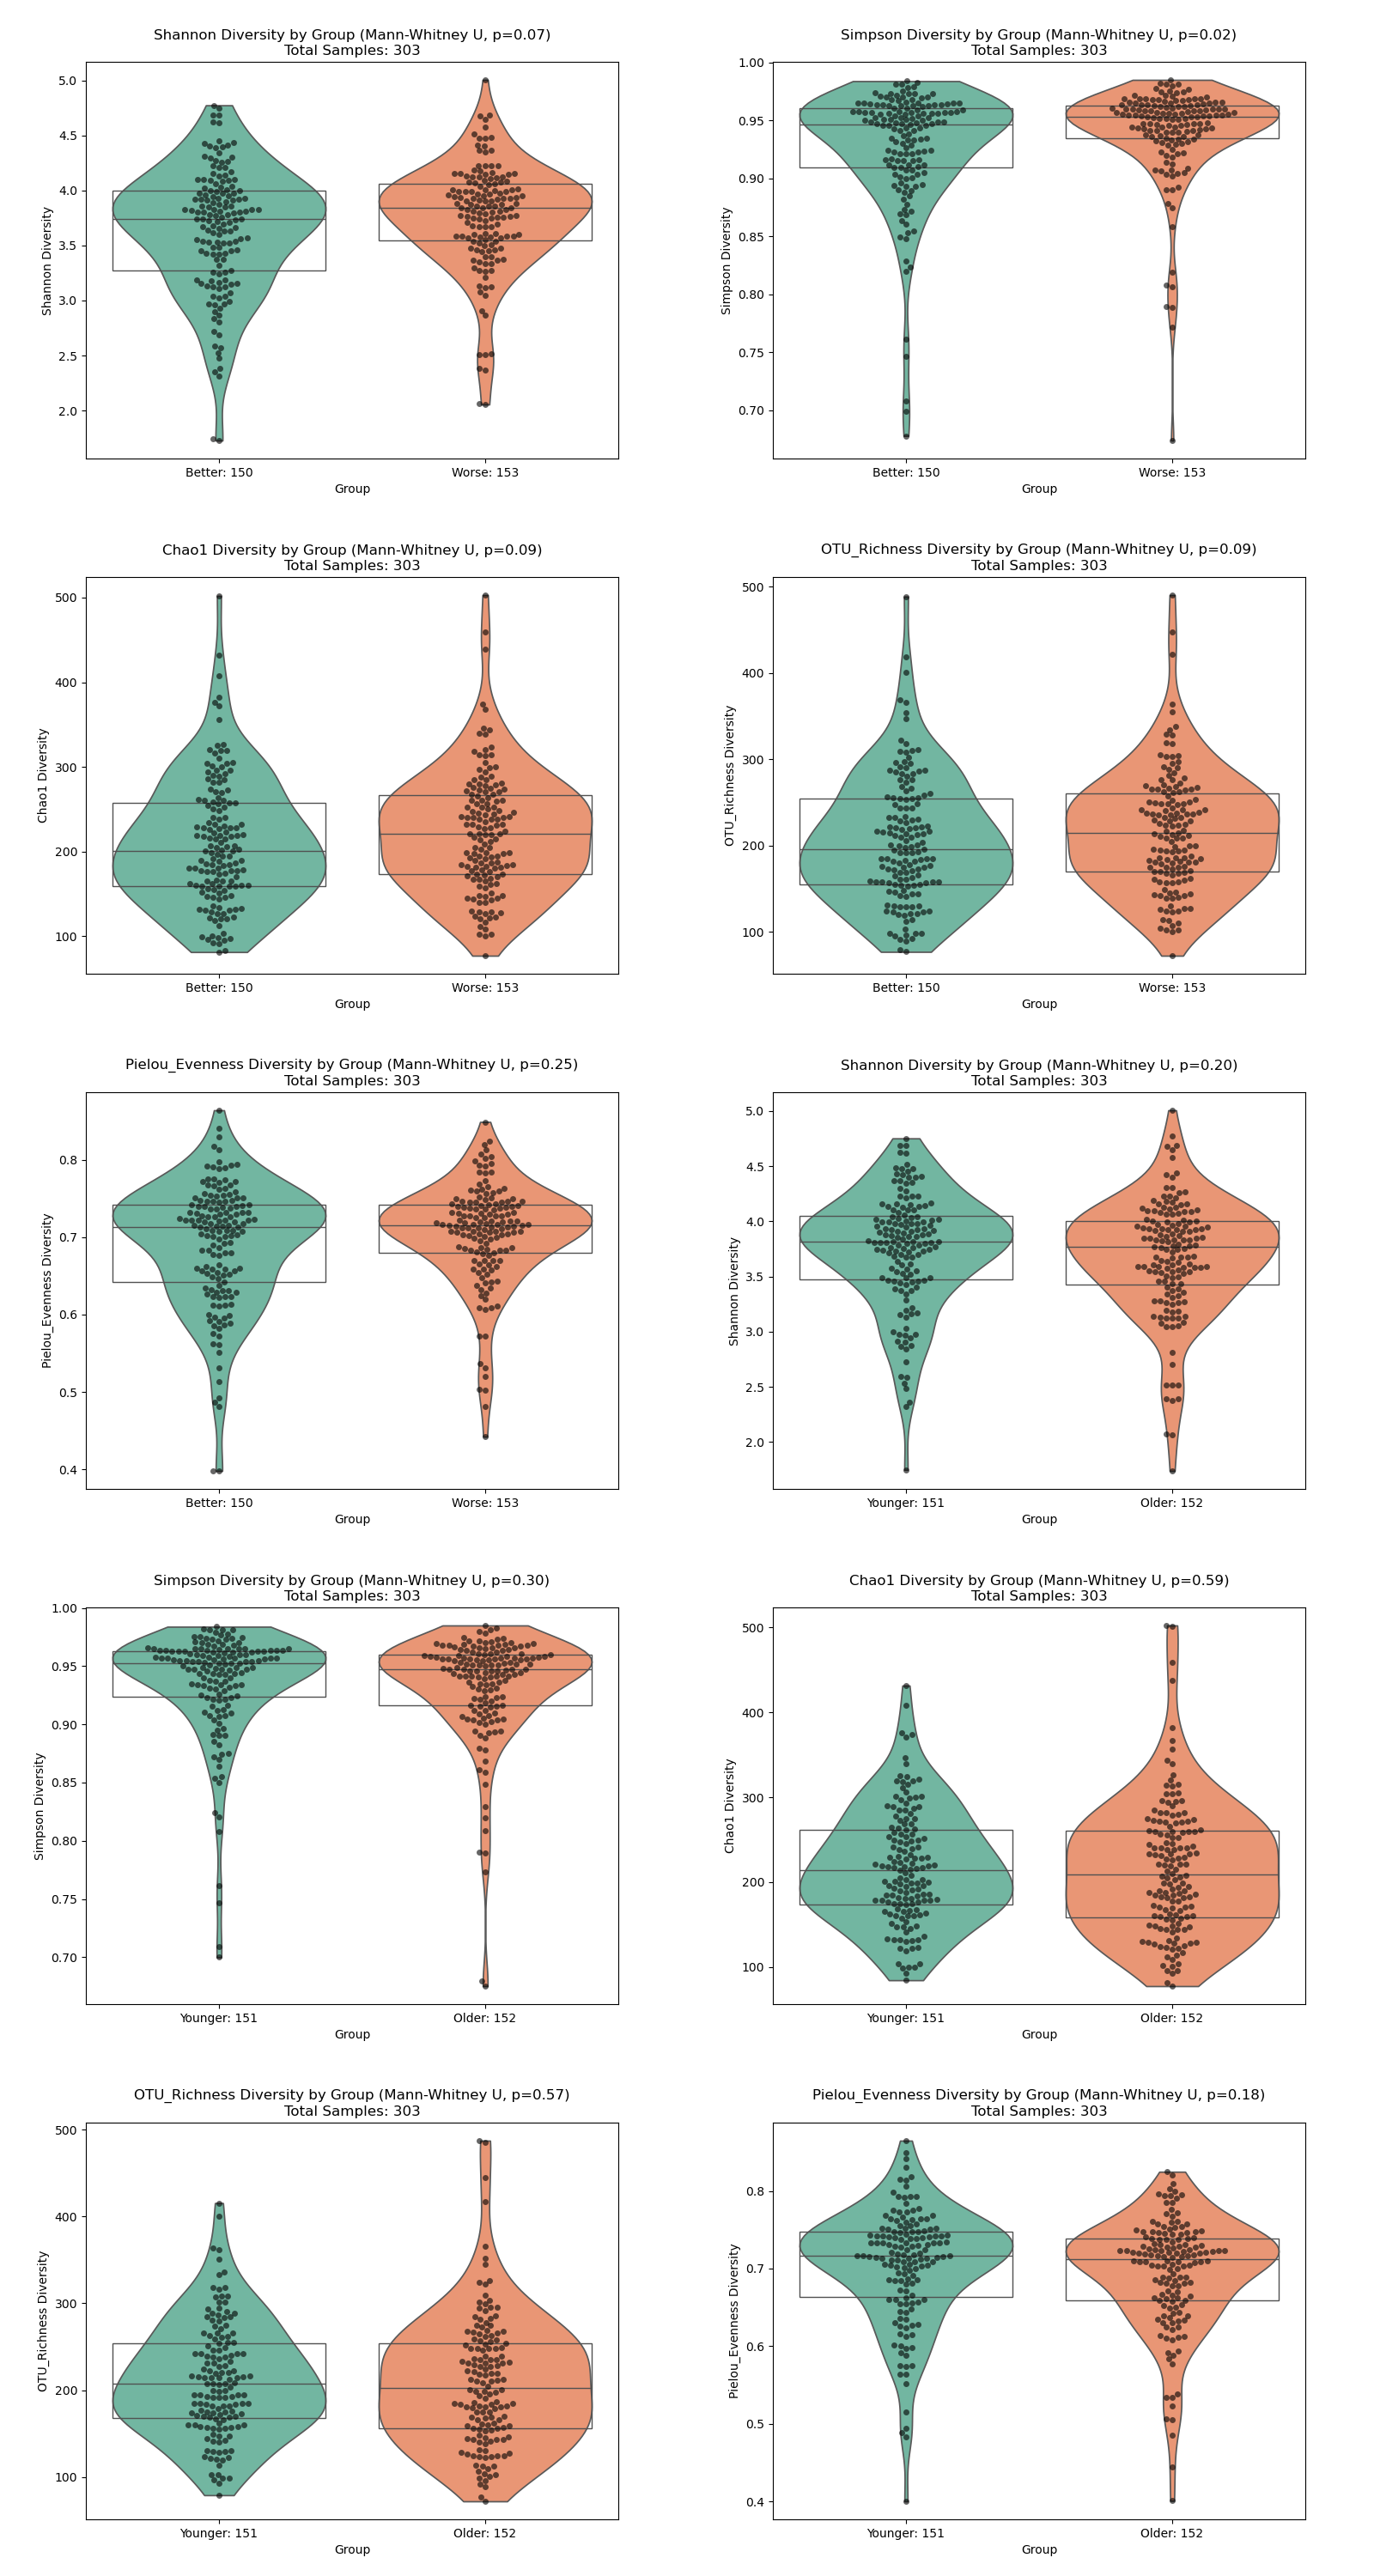 Shannon Diversity by Group (Mann-Whitney U, p=0.07)
Total Samples: 303
5.0
4.5
4.0
3.5
3.0
2.5
2.0
Shannon Diversity
Better: 150
Worse: 153
Group
Simpson Diversity by Group (Mann-Whitney U, p=0.02)
Total Samples: 303
1.00
0.95
0.90
0.85
0.80
0.75
0.70
Simpson Diversity
Better: 150
Worse: 153
Group
Chao1 Diversity by Group (Mann-Whitney U, p=0.09)
Total Samples: 303
500
400
300
200
100
Chao1 Diversity
Better: 150
Worse: 153
Group
OTU_Richness Diversity by Group (Mann-Whitney U, p=0.09)
Total Samples: 303
500
400
300
200
100
OTU_Richness Diversity
Better: 150
Worse: 153
Group
Pielou_Evenness Diversity by Group (Mann-Whitney U, p=0.25)
Total Samples: 303
0.8
0.7
0.6
0.5
0.4
Pielou_Evenness Diversity
Better: 150
Worse: 153
Group
Shannon Diversity by Group (Mann-Whitney U, p=0.20)
Total Samples: 303
5.0
4.5
4.0
3.5
3.0
2.5
2.0
Shannon Diversity
Younger: 151
Older: 152
Group
Simpson Diversity by Group (Mann-Whitney U, p=0.30)
Total Samples: 303
1.00
0.95
0.90
0.85
0.80
0.75
0.70
Simpson Diversity
Younger: 151
Older: 152
Group
Chao1 Diversity by Group (Mann-Whitney U, p=0.59)
Total Samples: 303
500
400
300
200
100
Chao1 Diversity
Younger: 151
Older: 152
Group
OTU_Richness Diversity by Group (Mann-Whitney U, p=0.57)
Total Samples: 303
500
400
300
200
100
OTU_Richness Diversity
Younger: 151
Older: 152
Group
Pielou_Evenness Diversity by Group (Mann-Whitney U, p=0.18)
Total Samples: 303
0.8
0.7
0.6
0.5
0.4
Pielou_Evenness Diversity
Younger: 151
Older: 152
Group